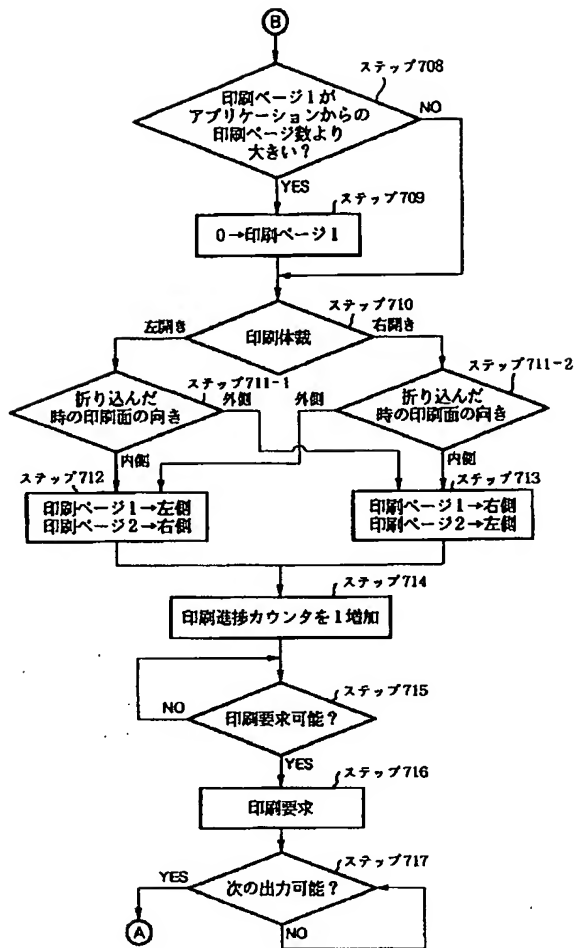 B
ステップ708
印刷ページ1が
アプリケーションからの
印刷ページ数より
大きい?
NO
YES
ステップ709
0→印刷ページ1
ステップ710
左開き
印刷体裁
右開き
ステップ711-1
ステップ711-2
折り込んだ
時の印刷面の向き
外側
外側
折り込んだ
時の印刷面の向き
内側
内側
ステップ712
ステップ713
印刷ページ1→左側
印刷ページ2→右側
印刷ページ1→右側
印刷ページ2→左側
ステップ714
印刷進捗カウンタを1増加
ステップ715
NO
印刷要求可能?
YES
ステップ716
印刷要求
ステップ717
YES
次の出力可能?
A
NO